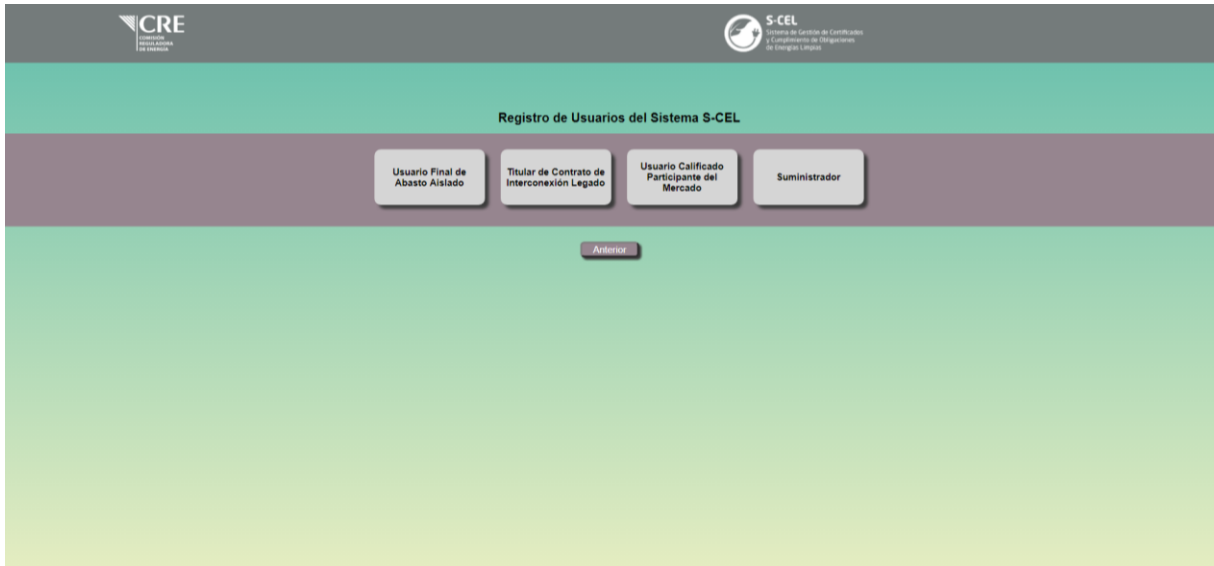 CRE
COMISIÓN
REGULADORA
DE ENERGÍA
S-CEL
Sistema de Gestión de Certificados
y Cumplimiento de Obligaciones
de Energías Limpias
Registro de Usuarios del Sistema S-CEL
Usuario Final de
Abasto Aislado
Titular de Contrato de
Interconexión Legado
Usuario Calificado
Participante del
Mercado
Suministrador
Anterior